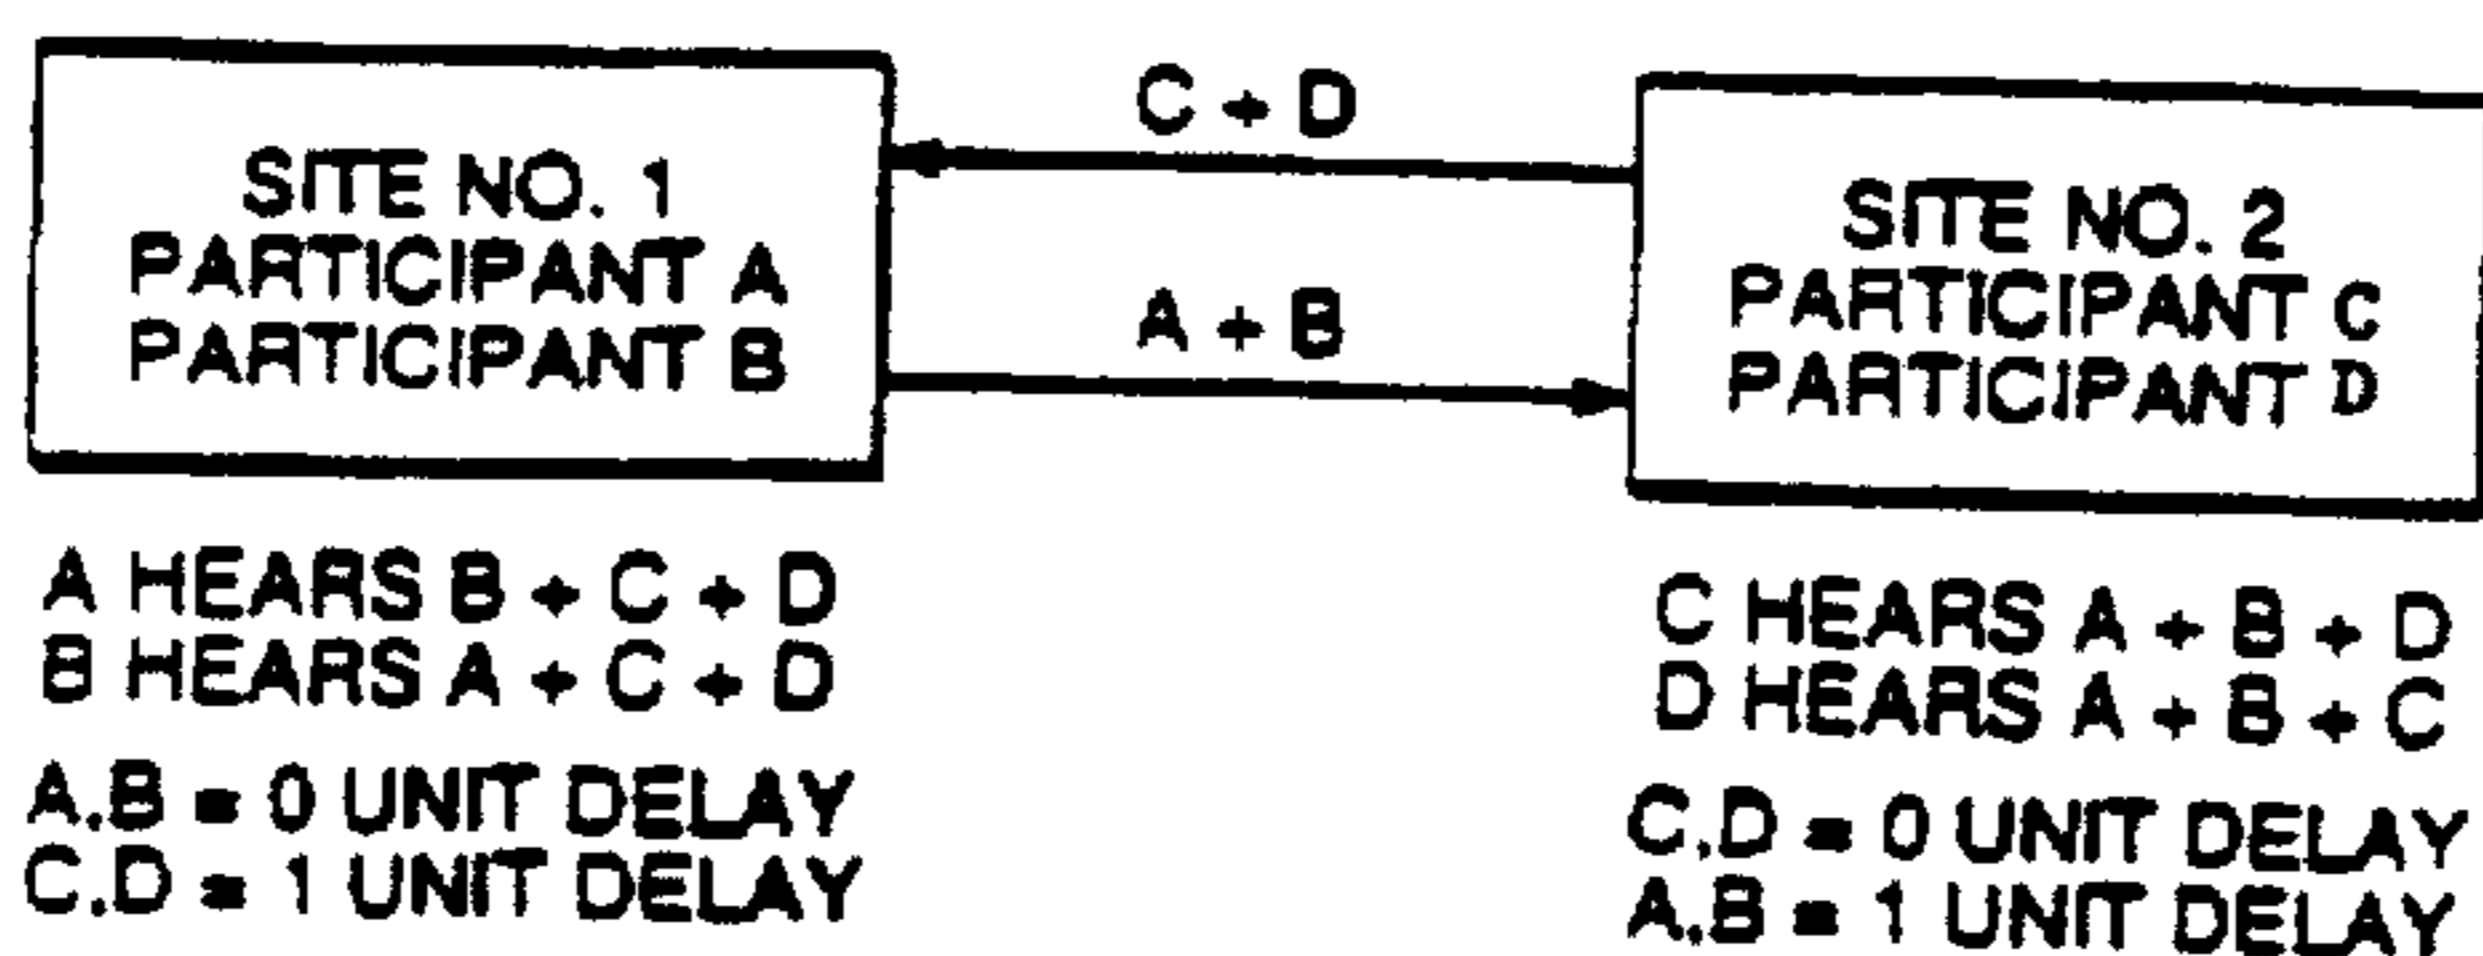 SITE NO. 1
PARTICIPANT A
PARTICIPANT B
C + D
A + B
SITE NO. 2
PARTICIPANT C
PARTICIPANT D
A HEARS B + C + D
B HEARS A + C + D
A.B = 0 UNIT DELAY
C.D = 1 UNIT DELAY
C HEARS A + B + D
D HEARS A + B + C
C,D = 0 UNIT DELAY
A,B = 1 UNIT DELAY